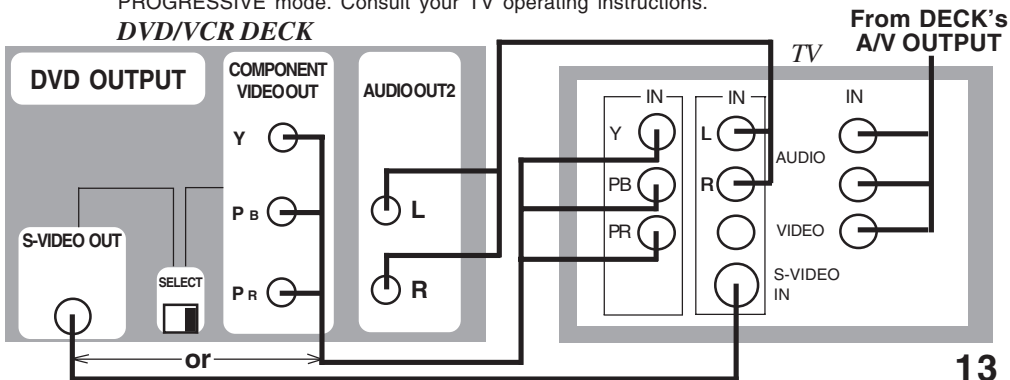 PROGRESSIVE mode. Consult your TV operating instructions.
DVD/VCR DECK
From DECK's
A/V OUTPUT
TV
DVD OUTPUT
COMPONENT
VIDEO OUT
AUDIO OUT2
Y
PB
PR
S-VIDEO OUT
SELECT
L
R
IN
Y
PB
PR
IN
L
R
AUDIO
VIDEO
S-VIDEO
IN
IN
or
13